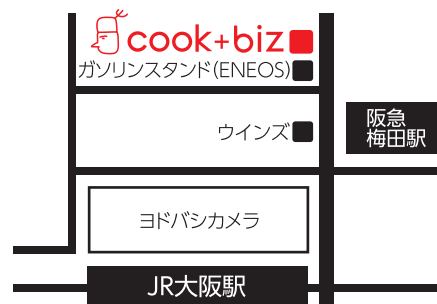 cook+biz
ガソリンスタンド(ENEOS)
ウインズ
阪急
梅田駅
ヨドバシカメラ
JR大阪駅